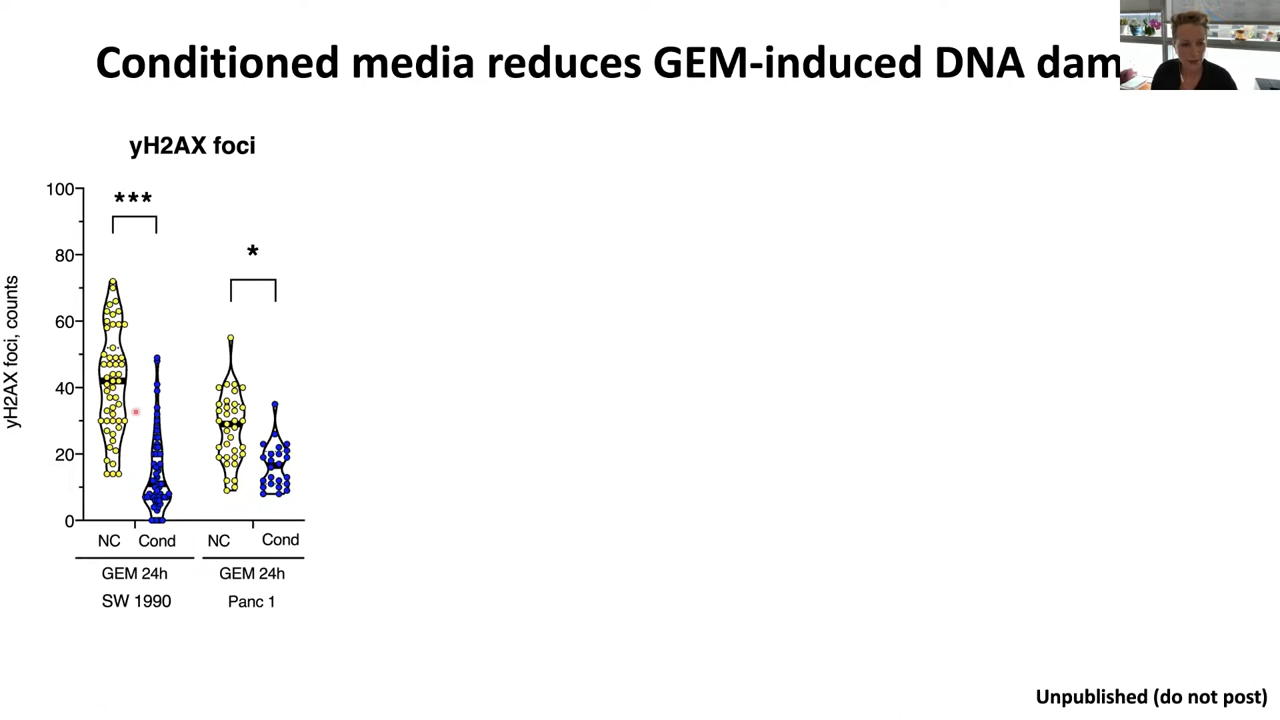 Conditioned media reduces GEM-induced DNA dam
yH2AX foci
yH2AX foci, counts
100
80
60
40
20
0
***
*
NC Cond NC Cond
GEM 24h GEM 24h
SW 1990 Panc 1
Unpublished (do not post)